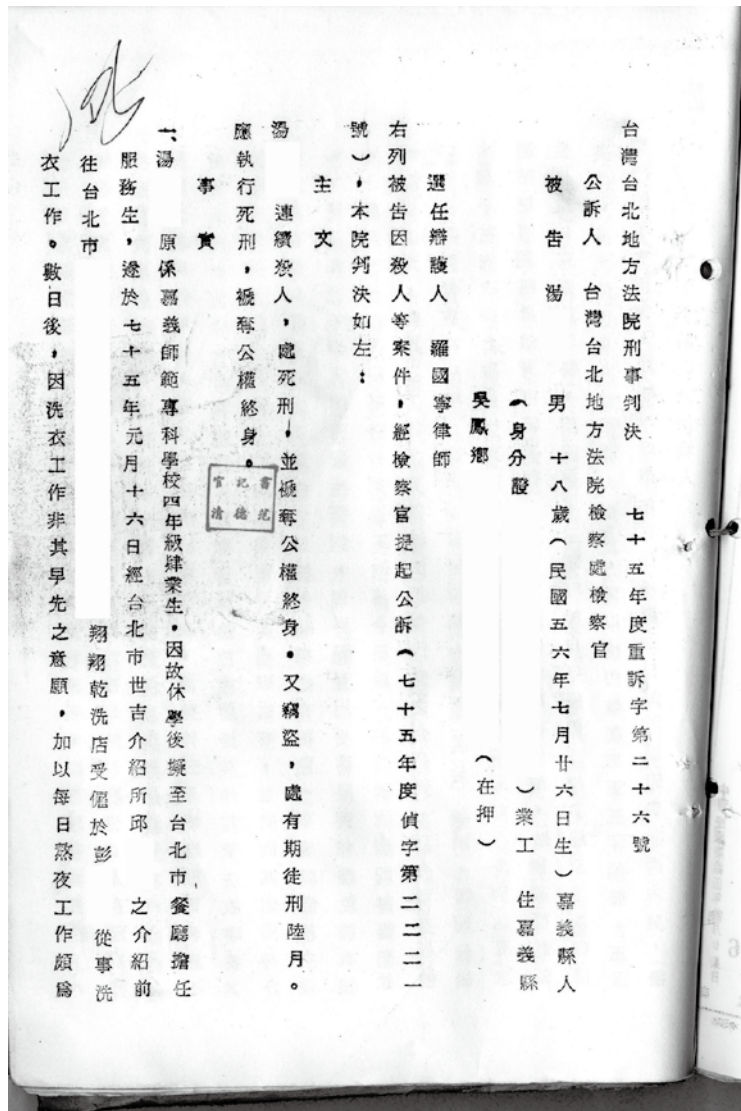 台灣台北地方法院刑事判決 七十五年度重訴字第二十六號
公訴人 台灣台北地方法院檢察處檢察官
被告 湯 男 十八歲（民國五六年七月廿六日生）嘉義縣人
（身分證 ）業工 住嘉義縣
吳鳳鄉 （在押）
選任辯護人 羅國寧律師
右列被告因殺人等案件，經檢察官提起公訴（七十五年度偵字第二二二一
號），本院判決如左：
主文
湯 連續殺人，處死刑，並褫奪公權終身。又竊盜，處有期徒刑陸月。
應執行死刑，褫奪公權終身。
書記官
范德清
事實
一、湯 原係嘉義師範專科學校四年級肄業生，因故休學後擬至台北市餐廳擔任
服務生，遂於七十五年元月十六日經台北市世吉介紹所邱 之介紹前
往台北市 翔翔乾洗店受僱於彭 從事洗
衣工作。數日後，因洗衣工作非其早先之意願，加以每日熬夜工作頗為